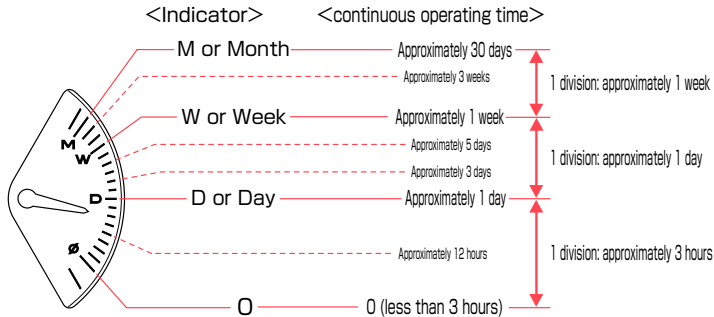 <Indicator> <continuous operating time>
M or Month Approximately 30 days
Approximately 3 weeks
1 division: approximately 1 week
W or Week Approximately 1 week
Approximately 5 days
1 division: approximately 1 day
Approximately 3 days
D or Day Approximately 1 day
Approximately 12 hours
1 division: approximately 3 hours
0 0 (less than 3 hours)
M
W
D
ø